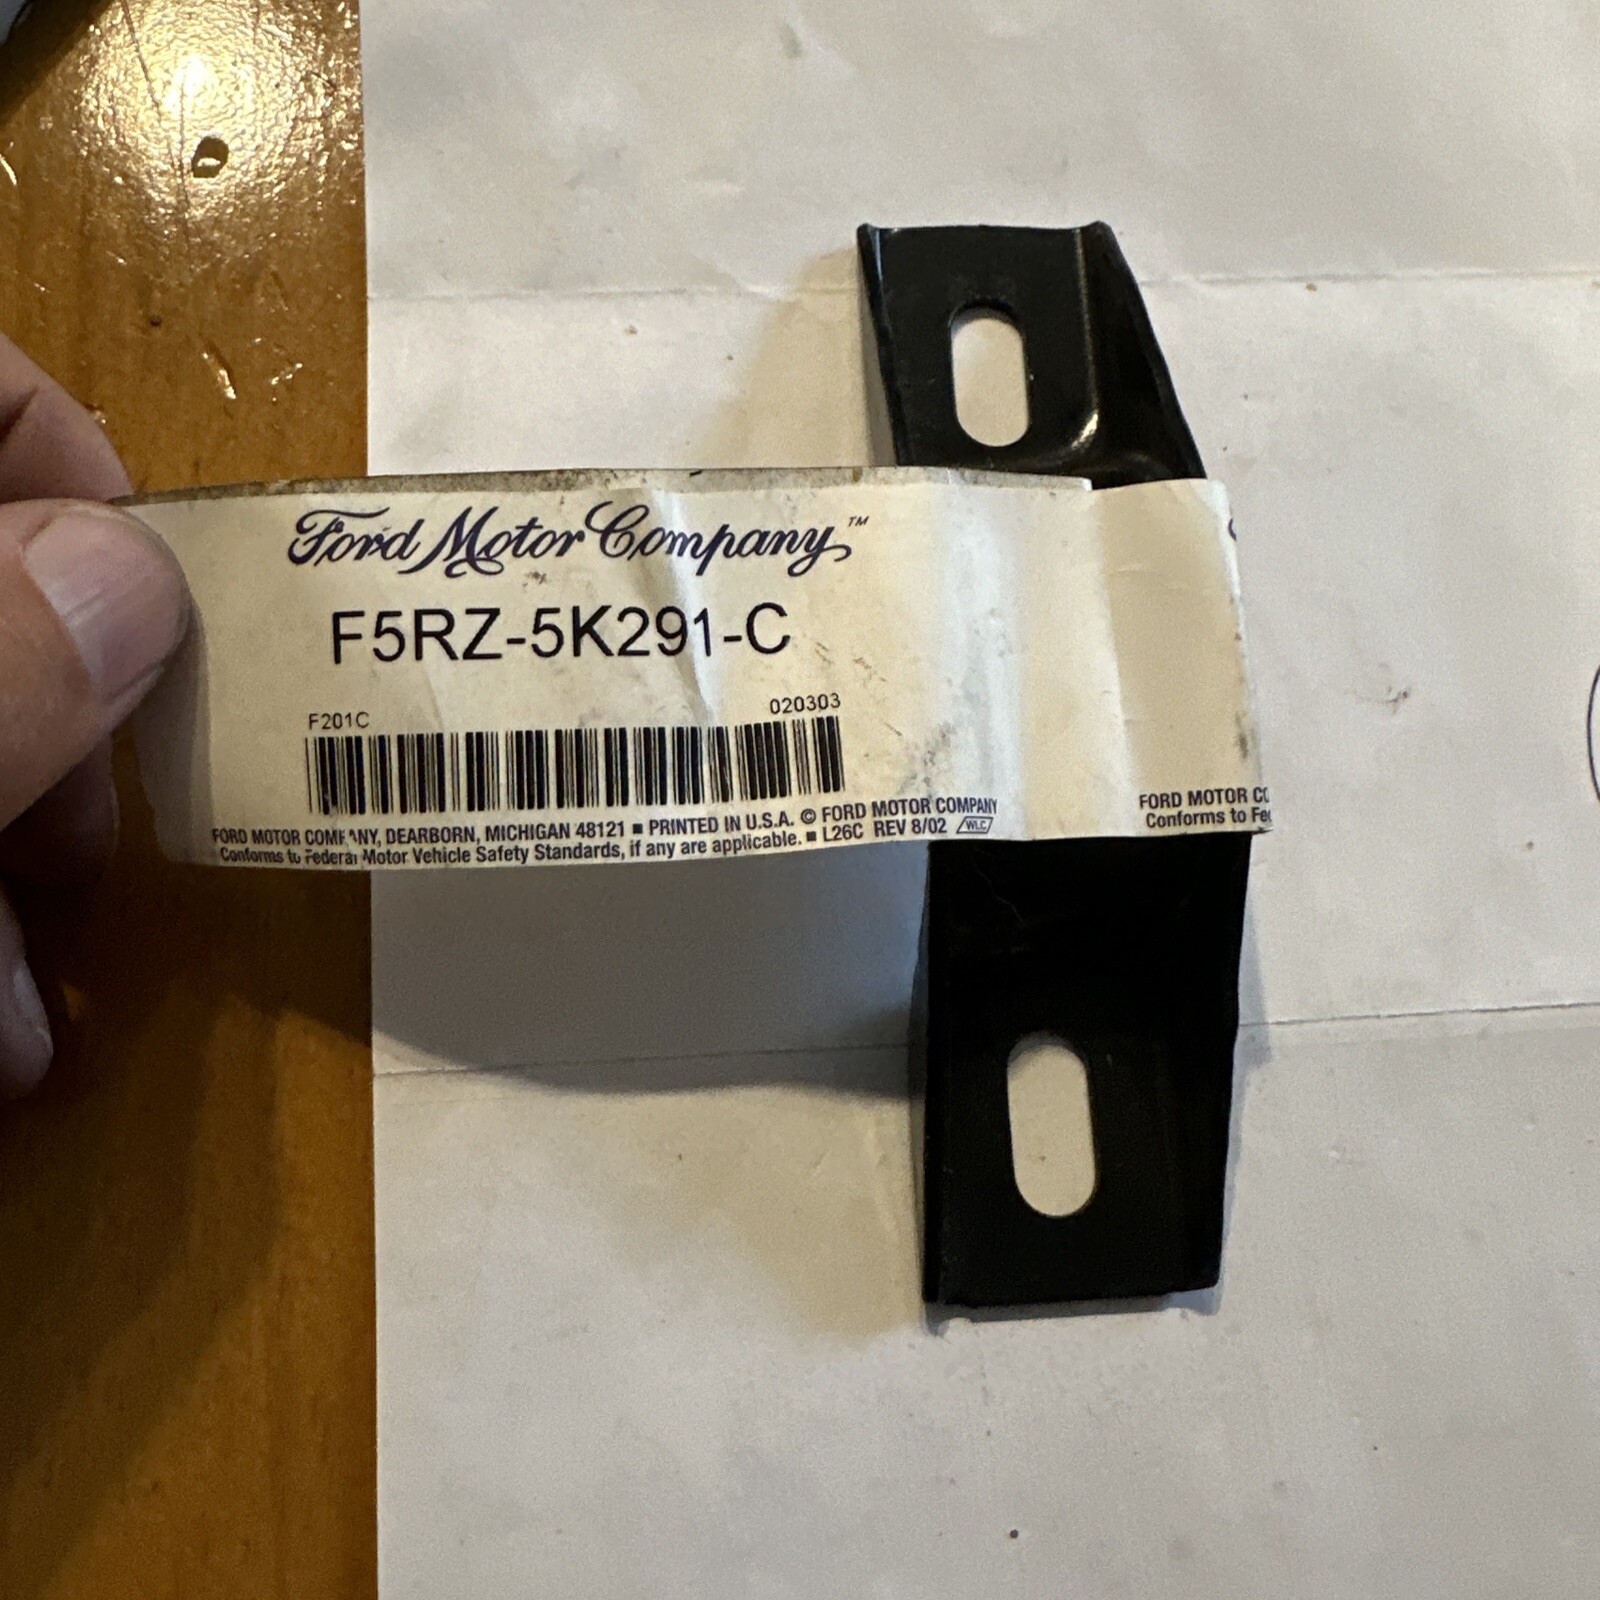 Ford Motor Company™
F5RZ-5K291-C
F201C 020303
FORD MOTOR COMPANY, DEARBORN, MICHIGAN 48121 ■ PRINTED IN U.S.A. © FORD MOTOR COMPANY
Conforms to Federal Motor Vehicle Safety Standards, if any are applicable. ■ L26C REV 8/02 WLC
FORD MOTOR CO
Conforms to Fe